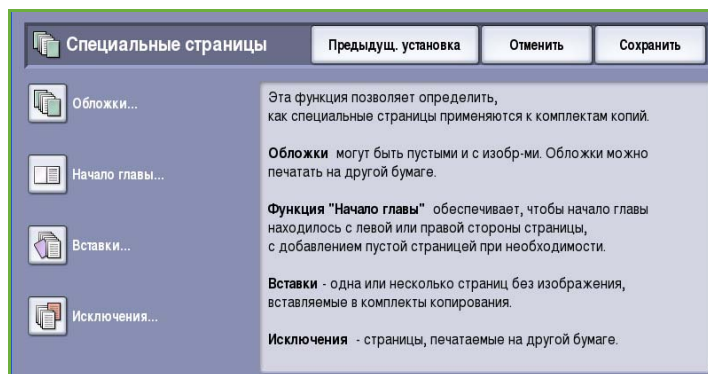 Специальные страницы
Предыдущ. установка
Отменить
Сохранить
Обложки...
Начало главы...
Вставки...
Исключения...
Эта функция позволяет определить,
как специальные страницы применяются к комплектам копий.
Обложки могут быть пустыми и с изобр-ми. Обложки можно
печатать на другой бумаге.
Функция "Начало главы" обеспечивает, чтобы начало главы
находилось с левой или правой стороны страницы,
с добавлением пустой страницей при необходимости.
Вставки - одна или несколько страниц без изображения,
вставляемые в комплекты копирования.
Исключения - страницы, печатаемые на другой бумаге.